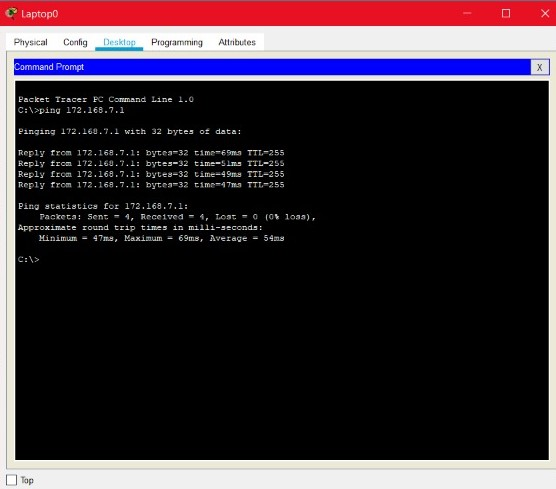 Laptop0
Physical Config Desktop Programming Attributes
Command Prompt X
Packet Tracer PC Command Line 1.0
C:\>ping 172.168.7.1
Pinging 172.168.7.1 with 32 bytes of data:
Reply from 172.168.7.1: bytes=32 time=69ms TTL=255
Reply from 172.168.7.1: bytes=32 time=51ms TTL=255
Reply from 172.168.7.1: bytes=32 time=49ms TTL=255
Reply from 172.168.7.1: bytes=32 time=47ms TTL=255
Ping statistics for 172.168.7.1:
Packets: Sent = 4, Received = 4, Lost = 0 (0% loss),
Approximate round trip times in milli-seconds:
Minimum = 47ms, Maximum = 69ms, Average = 54ms
C:\>
Top